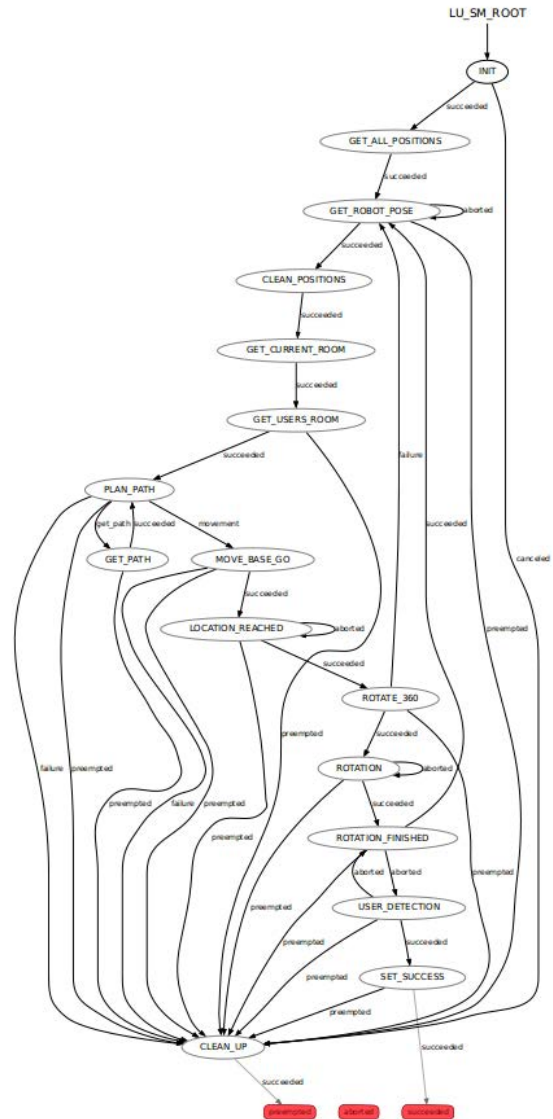 LU_SM_ROOT
INIT
succeeded
GET_ALL_POSITIONS
succeeded
GET_ROBOT_POSE
aborted
succeeded
CLEAN_POSITIONS
succeeded
GET_CURRENT_ROOM
succeeded
GET_USERS_ROOM
failure
succeeded
succeeded
PLAN_PATH
get_path
succeeded
movement
GET_PATH
MOVE_BASE_GO
canceled
succeeded
LOCATION_REACHED
aborted
preempted
succeeded
ROTATE_360
succeeded
preempted
ROTATION
aborted
failure
preempted
succeeded
preempted
failure
preempted
ROTATION_FINISHED
preempted
aborted
aborted
preempted
USER_DETECTION
preempted
succeeded
preempted
preempted
SET_SUCCESS
preempted
CLEAN_UP
succeeded
succeeded
preempted
aborted
succeeded